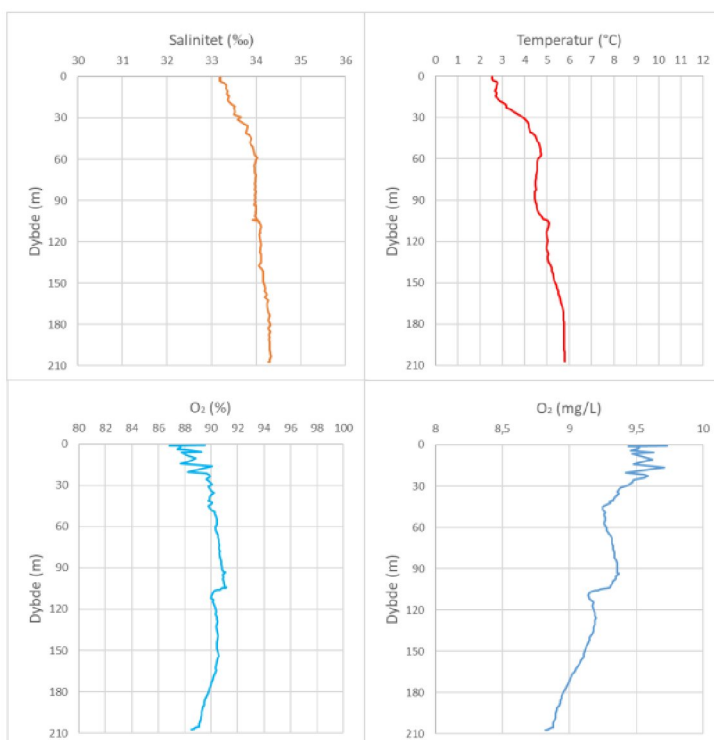 Salinitet (‰)
30 31 32 33 34 35 36
0
30
60
90
120
150
180
210
Dybde (m)
Temperatur (°C)
0 1 2 3 4 5 6 7 8 9 10 11 12
0
30
60
90
120
150
180
210
Dybde (m)
O₂ (%)
80 82 84 86 88 90 92 94 96 98 100
0
30
60
90
120
150
180
210
Dybde (m)
O₂ (mg/L)
8 8,5 9 9,5 10
0
30
60
90
120
150
180
210
Dybde (m)